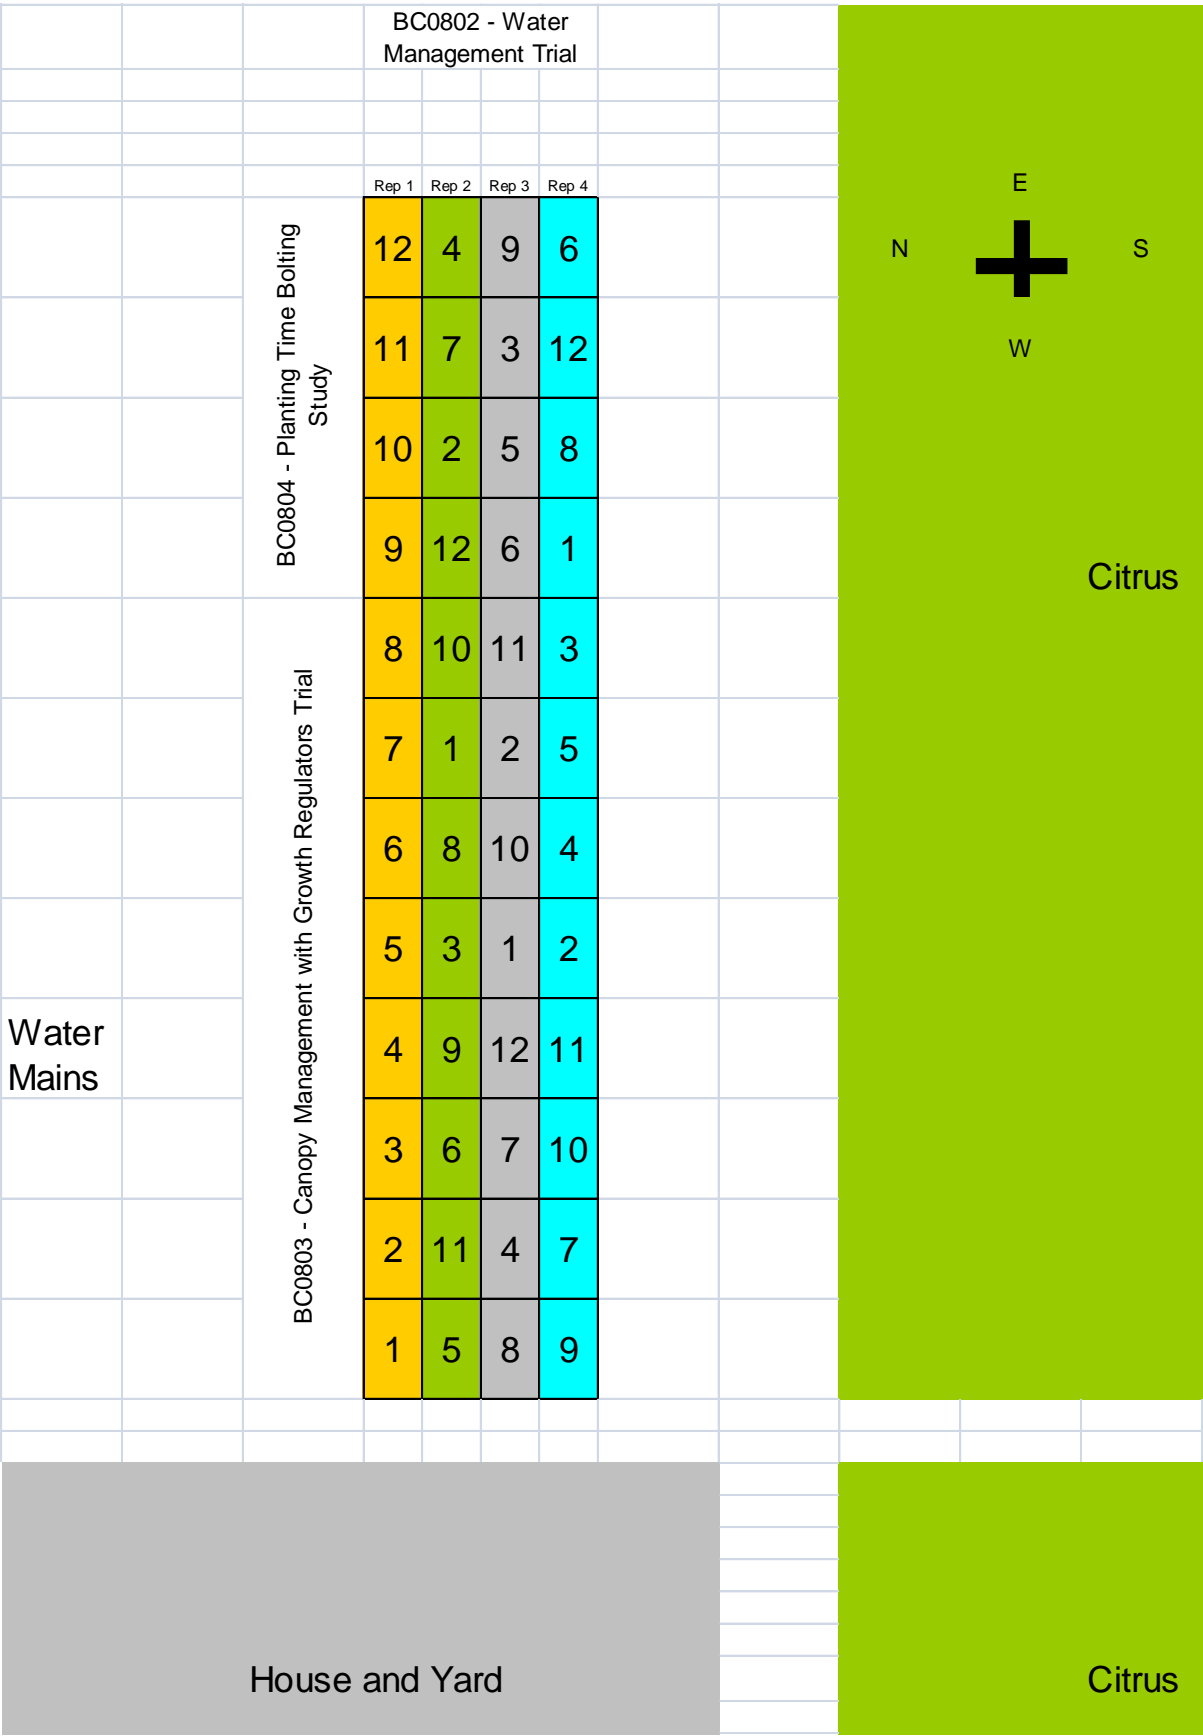 BC0802 - Water
Management Trial
Rep 1 Rep 2 Rep 3 Rep 4
E
N S
W
BC0804 - Planting Time Bolting
Study
12 4 9 6
11 7 3 12
10 2 5 8
9 12 6 1
Citrus
BC0803 - Canopy Management with Growth Regulators Trial
8 10 11 3
7 1 2 5
6 8 10 4
5 3 1 2
Water
Mains
4 9 12 11
3 6 7 10
2 11 4 7
1 5 8 9
House and Yard
Citrus